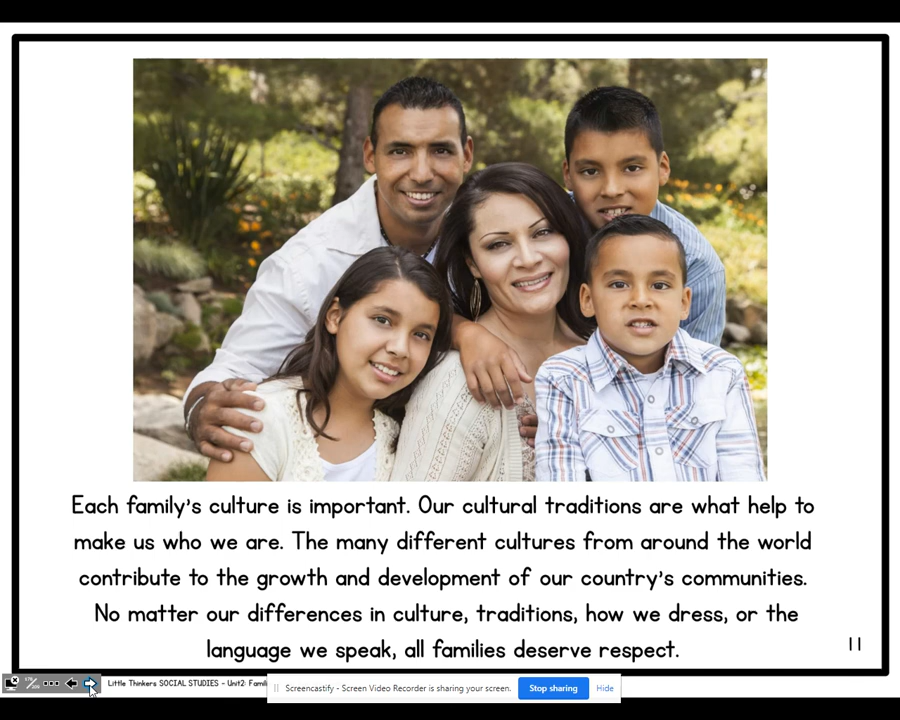 Each family's culture is important. Our cultural traditions are what help to
make us who we are. The many different cultures from around the world
contribute to the growth and development of our country's communities.
No matter our differences in culture, traditions, how we dress, or the
language we speak, all families deserve respect.
11
Little Thinkers SOCIAL STUDIES - Unit2: Famili
Screencastify - Screen Video Recorder is sharing your screen.
Stop sharing
Hide